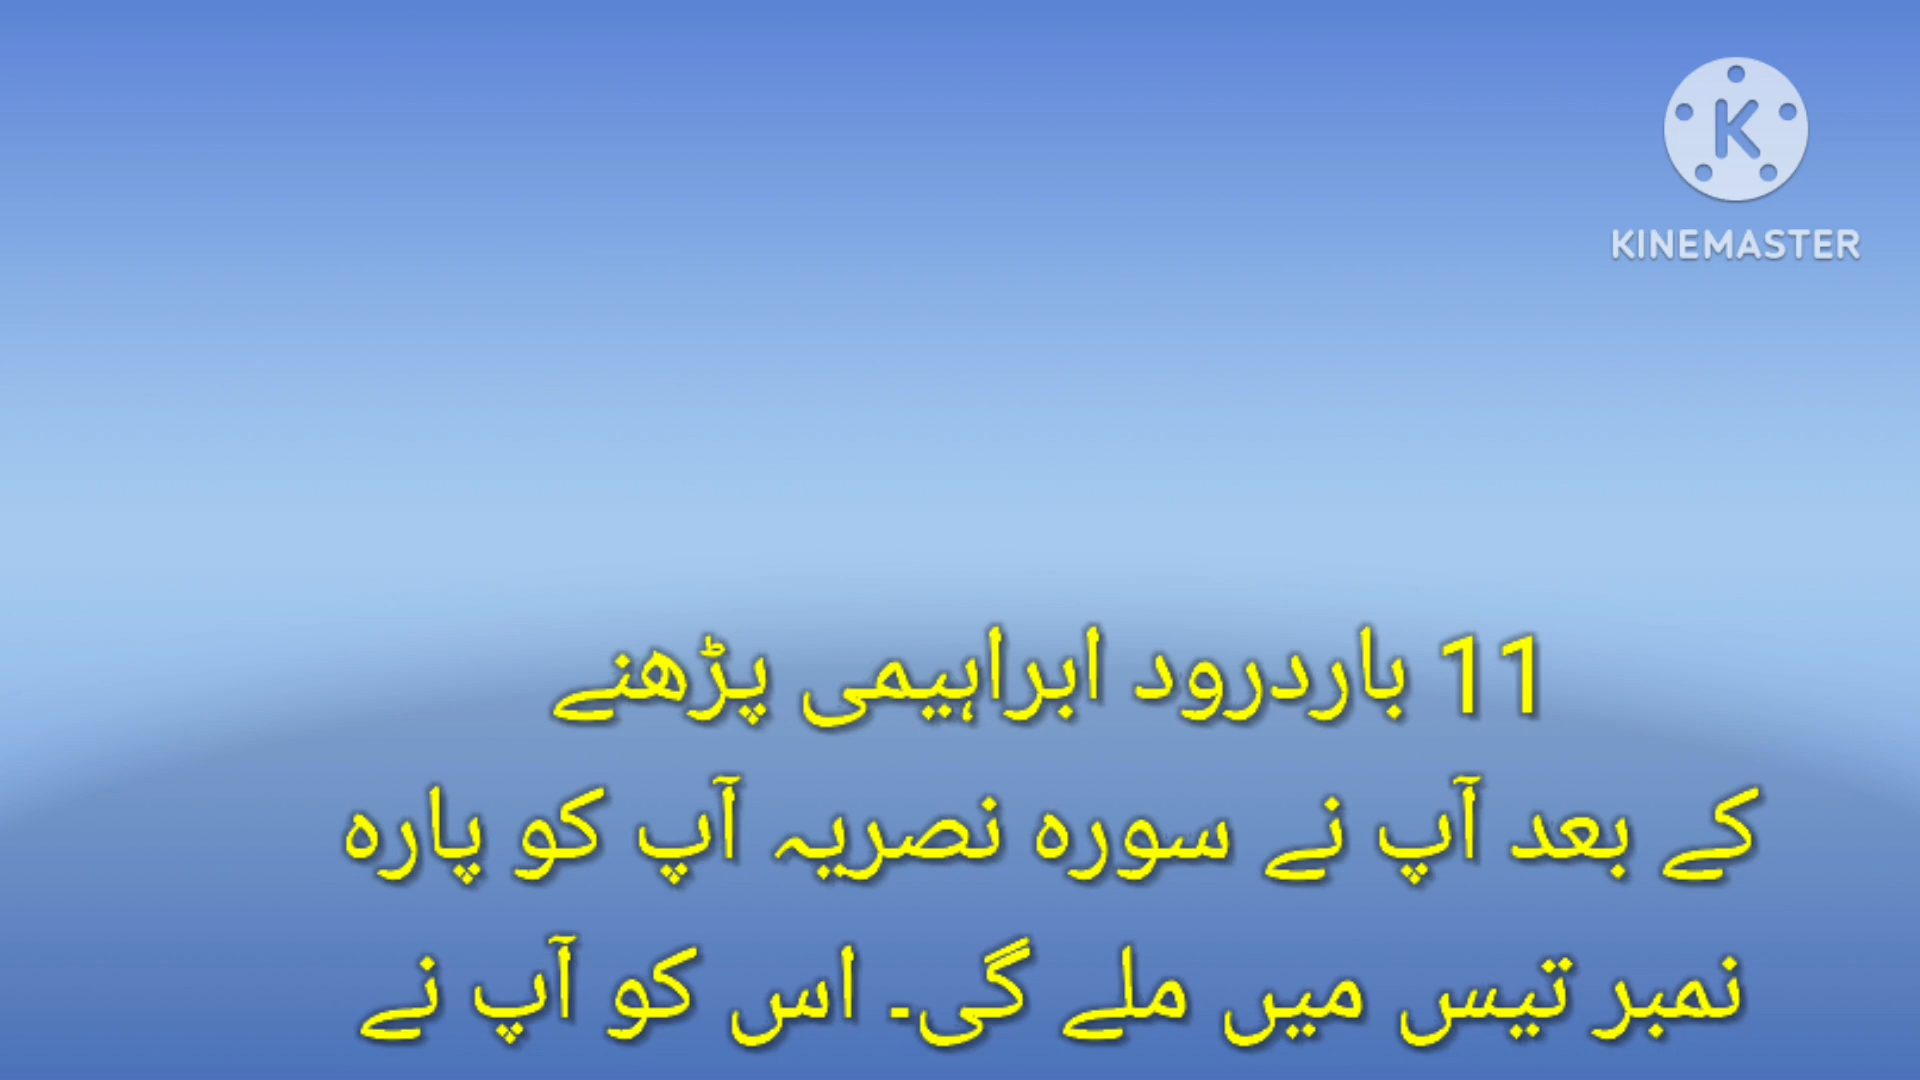 KINEMASTER
11 باردرود ابراہیمی پڑھنے
کے بعد آپ نے سورہ نصریہ آپ کو پارہ
نمبر تیس میں ملے گی۔ اس کو آپ نے